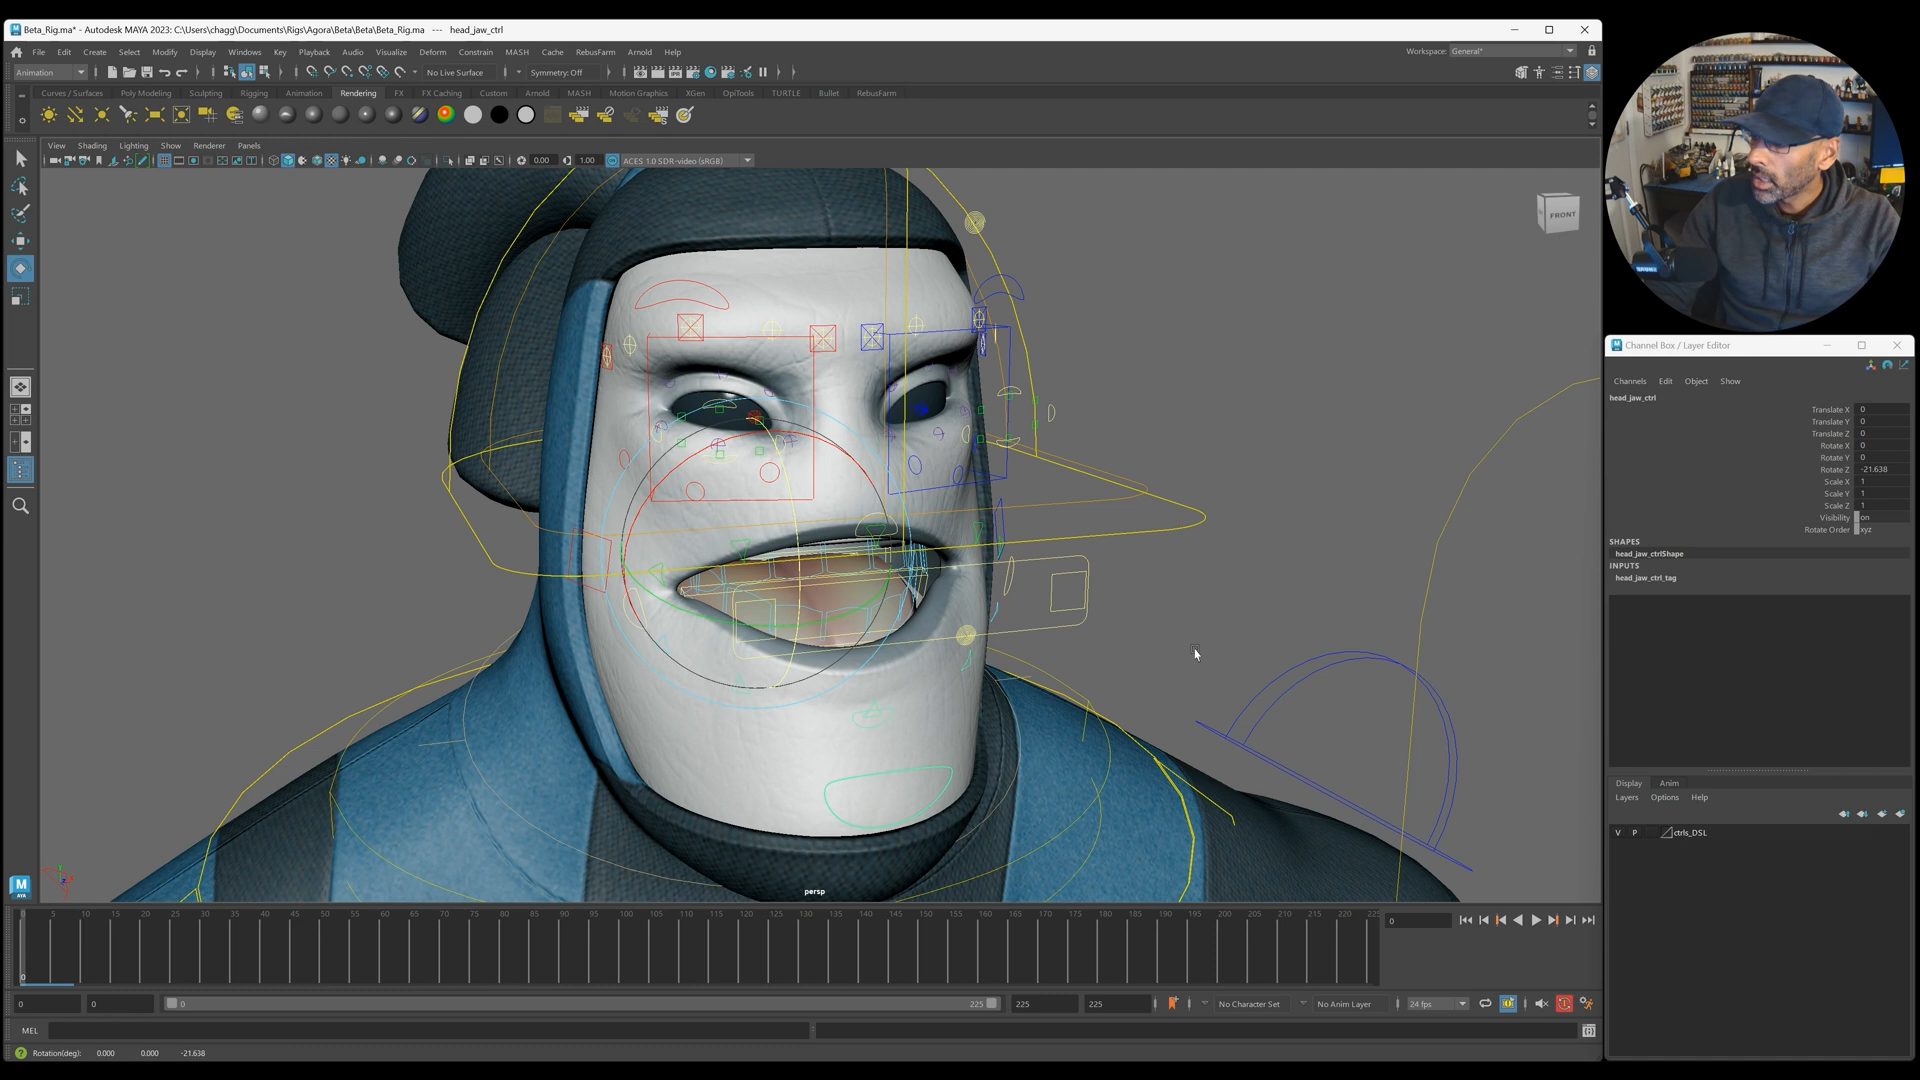 Beta_Rig.ma* - Autodesk MAYA 2023: C:\Users\chagg\Documents\Rigs\Agora\Beta\Beta\Beta_Rig.ma --- head_jaw_ctrl
File Edit Create Select Modify Display Windows Key Playback Audio Visualize Deform Constrain MASH Cache RebusFarm Arnold Help
Workspace: General*
Animation
No Live Surface
Symmetry: Off
Curves / Surfaces Poly Modeling Sculpting Rigging Animation Rendering FX FX Caching Custom Arnold MASH Motion Graphics XGen OpiTools TURTLE Bullet RebusFarm
View Shading Lighting Show Renderer Panels
0.00 1.00 ACES 1.0 SDR-video (sRGB)
FRONT
persp
Channel Box / Layer Editor
Channels Edit Object Show
head_jaw_ctrl
Translate X 0
Translate Y 0
Translate Z 0
Rotate X 0
Rotate Y 0
Rotate Z -21.638
Scale X 1
Scale Y 1
Scale Z 1
Visibility on
Rotate Order xyz
SHAPES
head_jaw_ctrlShape
INPUTS
head_jaw_ctrl_tag
Display Anim
Layers Options Help
V P ctrls_DSL
0 5 10 15 20 25 30 35 40 45 50 55 60 65 70 75 80 85 90 95 100 105 110 115 120 125 130 135 140 145 150 155 160 165 170 175 180 185 190 195 200 205 210 215 220 225
0
0
0 0 0 225 225 225 No Character Set No Anim Layer 24 fps
MEL
Rotation(deg): 0.000 0.000 -21.638
M
AYA